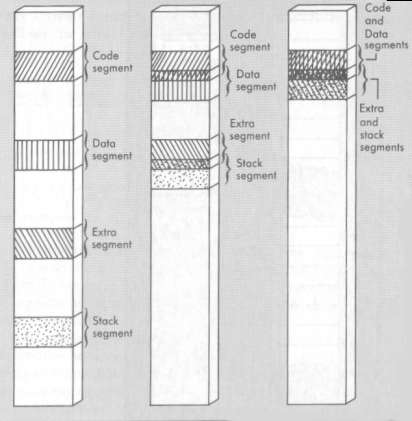 Code
segment
Data
segment
Extra
segment
Stack
segment
Code
segment
Data
segment
Extra
segment
Stack
segment
Code
and
Data
segments
Extra
and
stack
segments